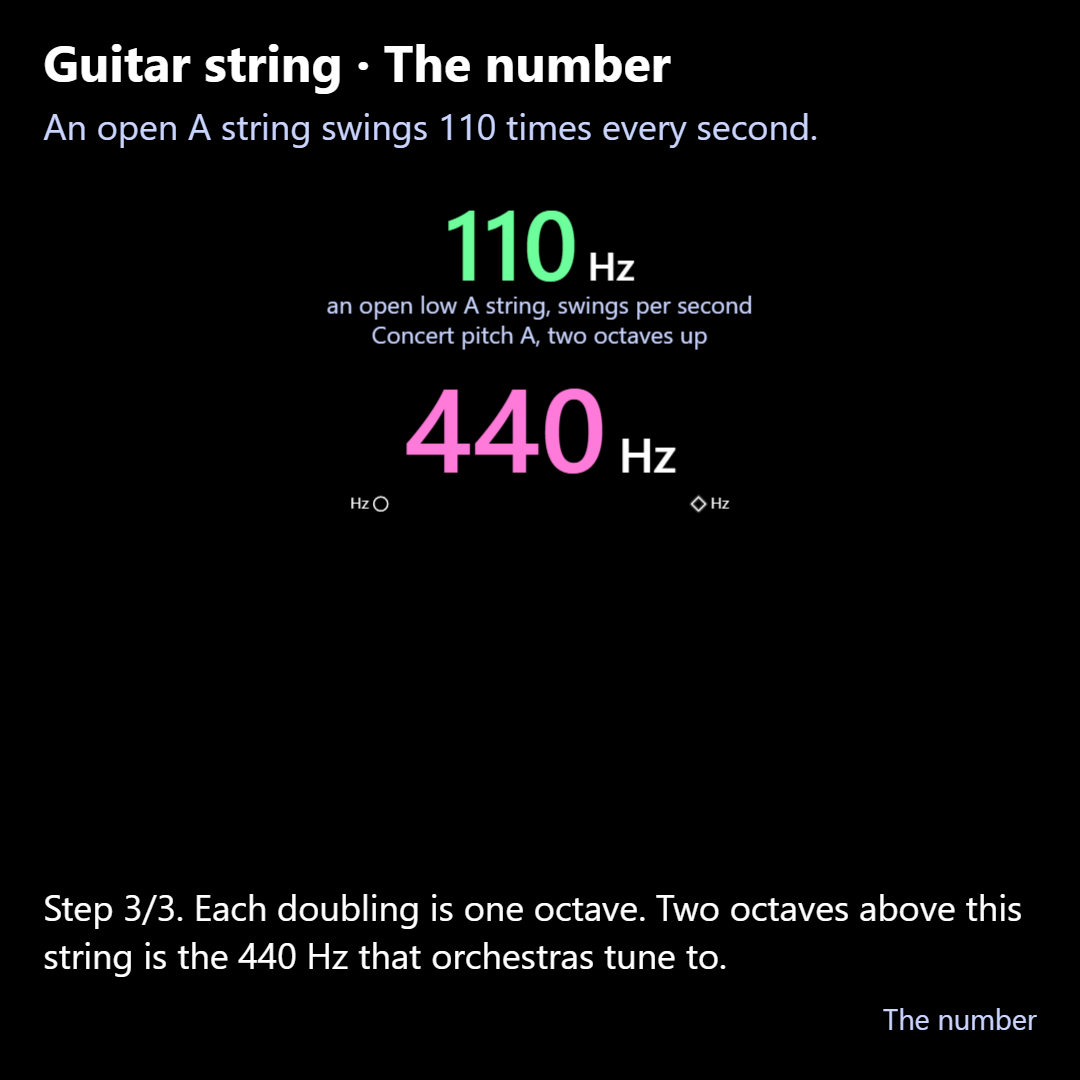 Guitar string · The number
An open A string swings 110 times every second.
110 Hz
an open low A string, swings per second
Concert pitch A, two octaves up
440 Hz
Hz
Hz
Step 3/3. Each doubling is one octave. Two octaves above this
string is the 440 Hz that orchestras tune to.
The number